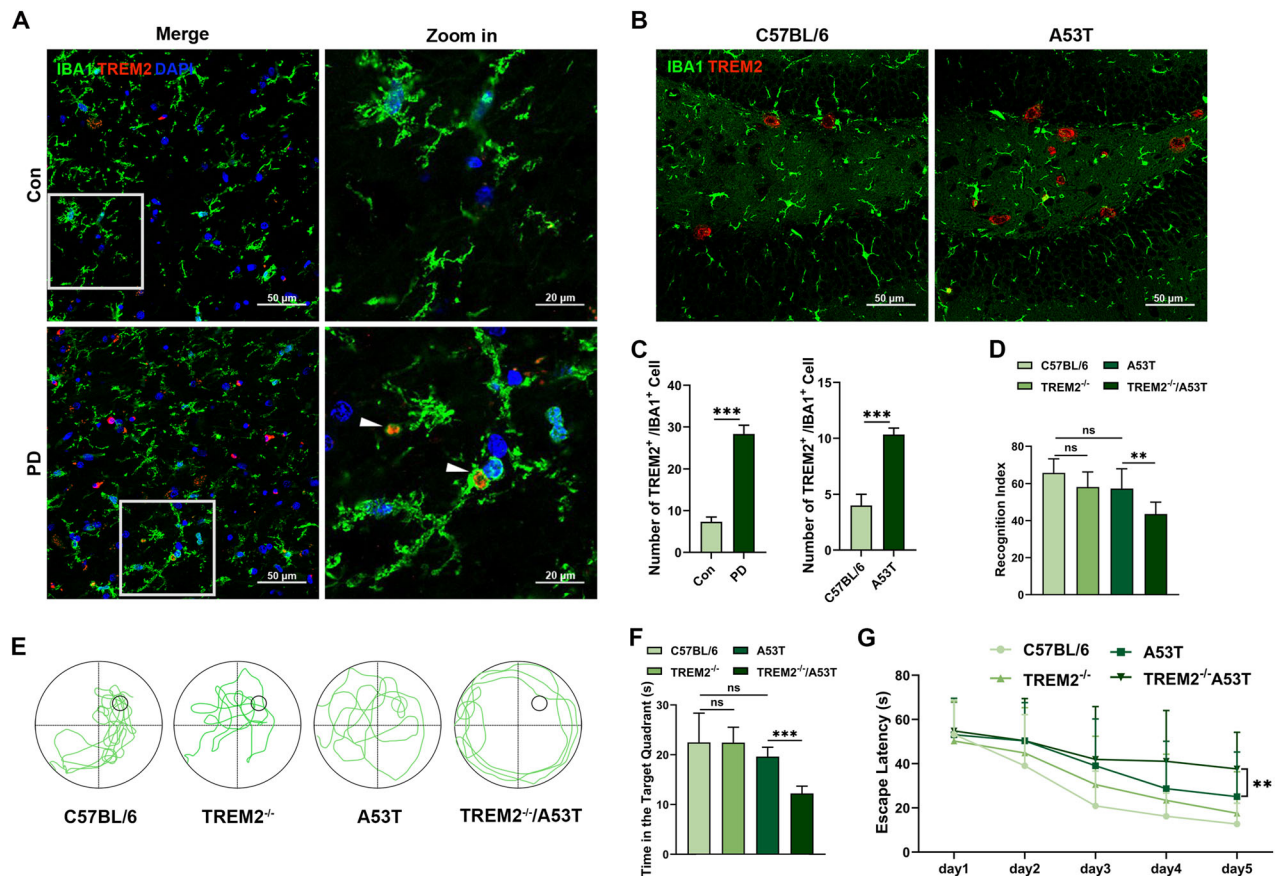 A
Merge
Zoom in
IBA1 TREM2 DAPI
Con
50 μm
20 μm
PD
50 μm
20 μm
B
C57BL/6
A53T
IBA1 TREM2
50 μm
50 μm
C
Number of TREM2⁺ /IBA1⁺ Cell
40
30
20
10
0
***
Con
PD
Number of TREM2⁺ /IBA1⁺ Cell
15
10
5
0
***
C57BL/6
A53T
D
C57BL/6
A53T
TREM2⁻/⁻
TREM2⁻/⁻/A53T
Recognition Index
80
60
40
20
0
ns
ns
**
E
C57BL/6
TREM2⁻/⁻
A53T
TREM2⁻/⁻/A53T
F
C57BL/6
A53T
TREM2⁻/⁻
TREM2⁻/⁻/A53T
Time in the Target Quadrant (s)
30
20
10
0
ns
ns
***
G
C57BL/6
A53T
TREM2⁻/⁻
TREM2⁻/⁻A53T
Escape Latency (s)
80
60
40
20
0
**
day1
day2
day3
day4
day5